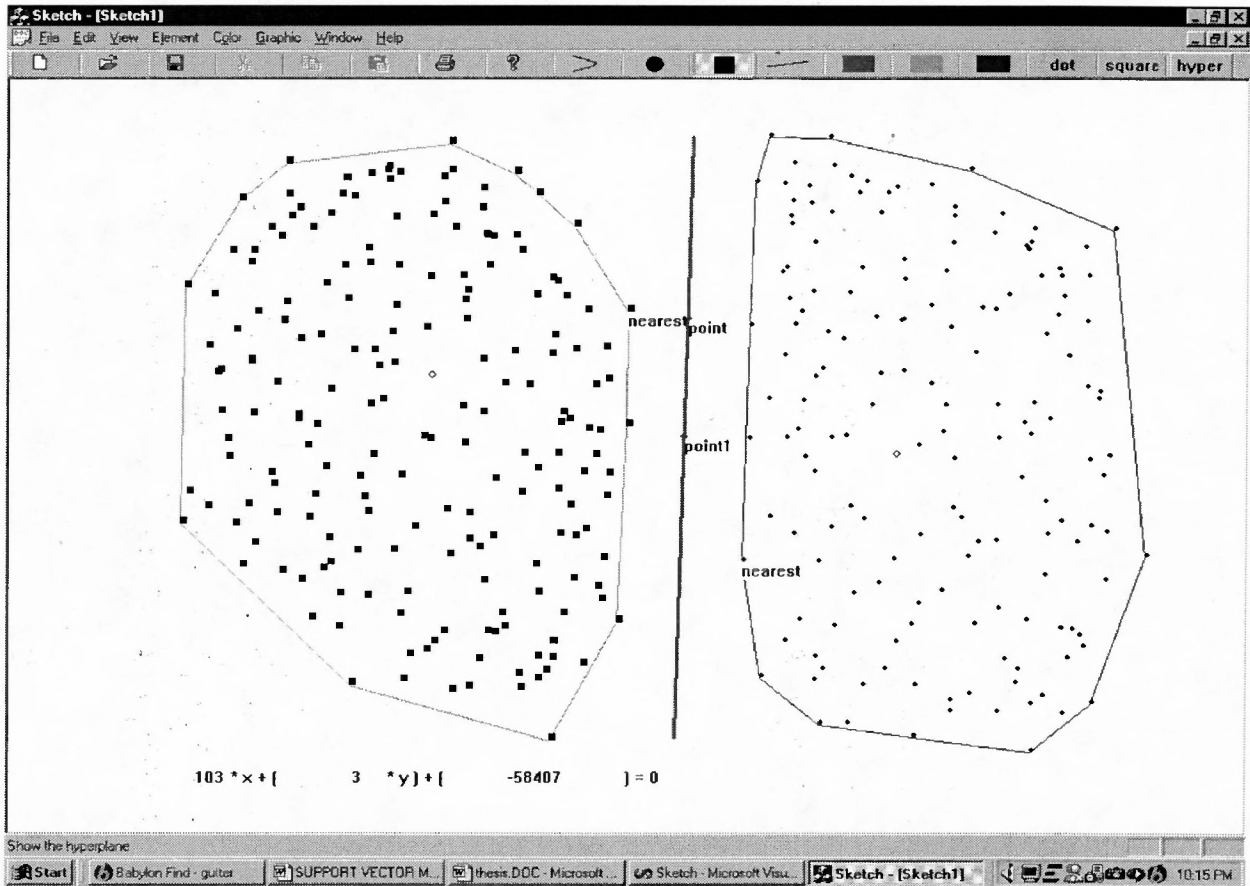 Sketch - [Sketch1]
File Edit View Element Color Graphic Window Help
dot square hyper
nearest point
point1
nearest
103 * x + ( 3 * y ) + ( -58407 ) = 0
Show the hyperplane
Start Babylon Find - guiter SUPPORT VECTOR M... thesis.DOC - Microsoft ... Sketch - Microsoft Visu... Sketch - [Sketch1] 10:15 PM